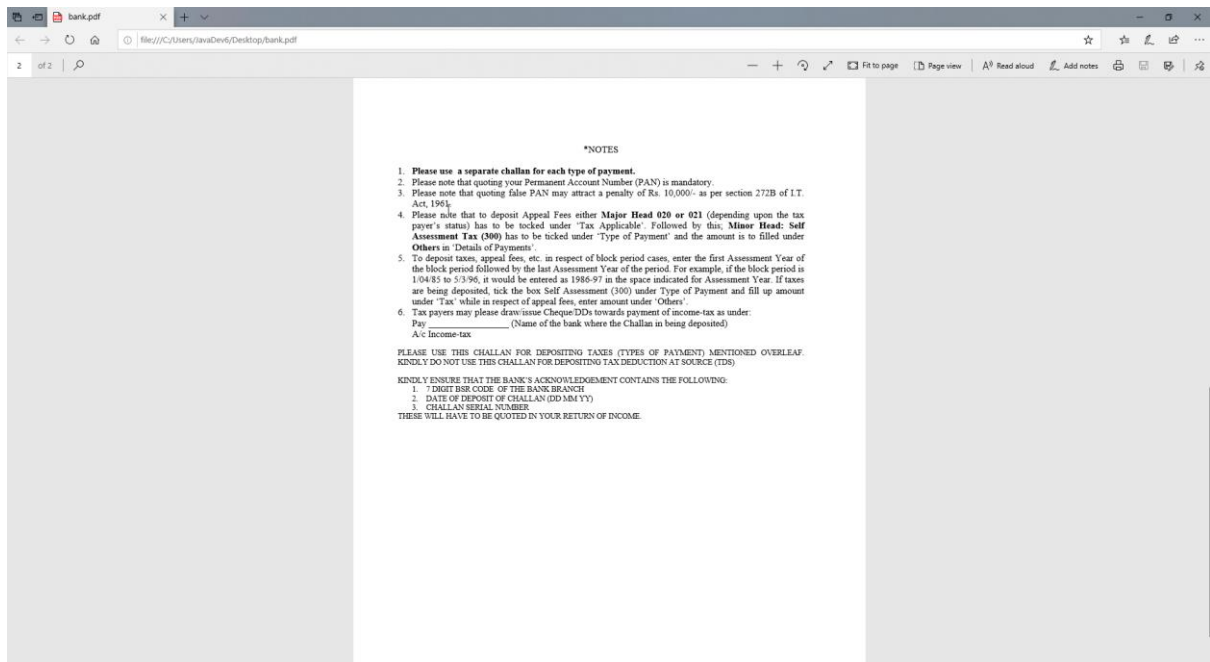 bank.pdf
file:///C:/Users/JavaDev6/Desktop/bank.pdf
2 of 2 Fit to page Page view Read aloud Add notes
*NOTES
1. Please use a separate challan for each type of payment.
2. Please note that quoting your Permanent Account Number (PAN) is mandatory.
3. Please note that quoting false PAN may attract a penalty of Rs. 10,000/- as per section 272B of I.T.
Act, 1961.
4. Please note that to deposit Appeal Fees either Major Head 020 or 021 (depending upon the tax
payer's status) has to be tocked under 'Tax Applicable'. Followed by this; Minor Head: Self
Assessment Tax (300) has to be ticked under 'Type of Payment' and the amount is to filled under
Others in 'Details of Payments'.
5. To deposit taxes, appeal fees, etc. in respect of block period cases, enter the first Assessment Year of
the block period followed by the last Assessment Year of the period. For example, if the block period is
1/04/85 to 5/3/96, it would be entered as 1986-97 in the space indicated for Assessment Year. If taxes
are being deposited, tick the box Self Assessment (300) under Type of Payment and fill up amount
under 'Tax' while in respect of appeal fees, enter amount under 'Others'.
6. Tax payers may please draw/issue Cheque/DDs towards payment of income-tax as under:
Pay ________________ (Name of the bank where the Challan in being deposited)
A/c Income-tax
PLEASE USE THIS CHALLAN FOR DEPOSITING TAXES (TYPES OF PAYMENT) MENTIONED OVERLEAF.
KINDLY DO NOT USE THIS CHALLAN FOR DEPOSITING TAX DEDUCTION AT SOURCE (TDS)
KINDLY ENSURE THAT THE BANK'S ACKNOWLEDGEMENT CONTAINS THE FOLLOWING:
1. 7 DIGIT BSR CODE OF THE BANK BRANCH
2. DATE OF DEPOSIT OF CHALLAN (DD MM YY)
3. CHALLAN SERIAL NUMBER
THESE WILL HAVE TO BE QUOTED IN YOUR RETURN OF INCOME.